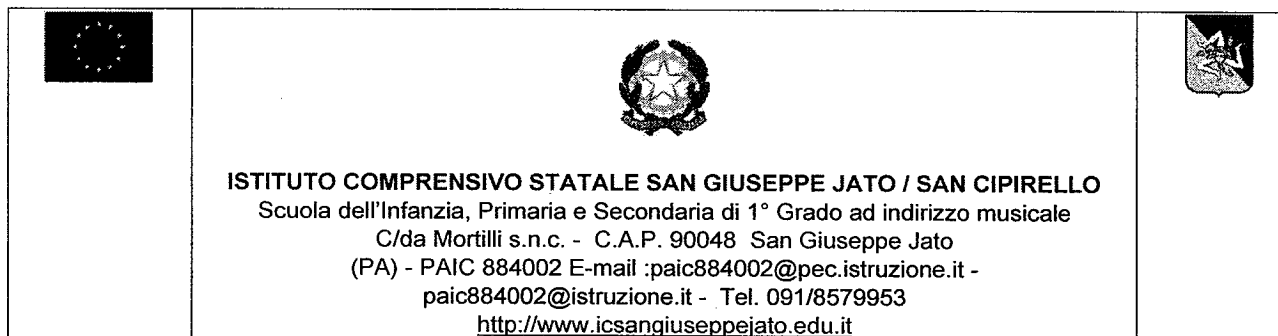 ISTITUTO COMPRENSIVO STATALE SAN GIUSEPPE JATO / SAN CIPIRELLO
Scuola dell'Infanzia, Primaria e Secondaria di 1° Grado ad indirizzo musicale
C/da Mortilli s.n.c. - C.A.P. 90048 San Giuseppe Jato
(PA) - PAIC 884002 E-mail :paic884002@pec.istruzione.it -
paic884002@istruzione.it - Tel. 091/8579953
http://www.icsangiuseppejato.edu.it